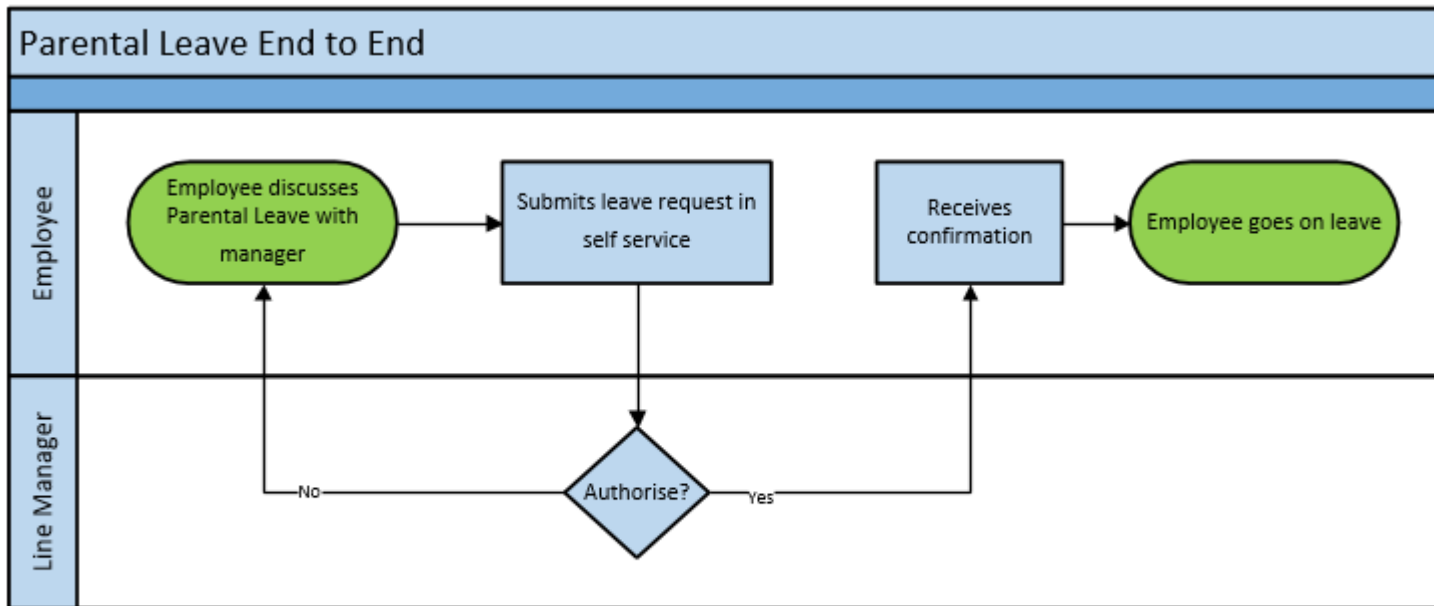 Parental Leave End to End
Employee
Employee discusses
Parental Leave with
manager
Submits leave request in
self service
Receives
confirmation
Employee goes on leave
Line Manager
No
Authorise?
Yes